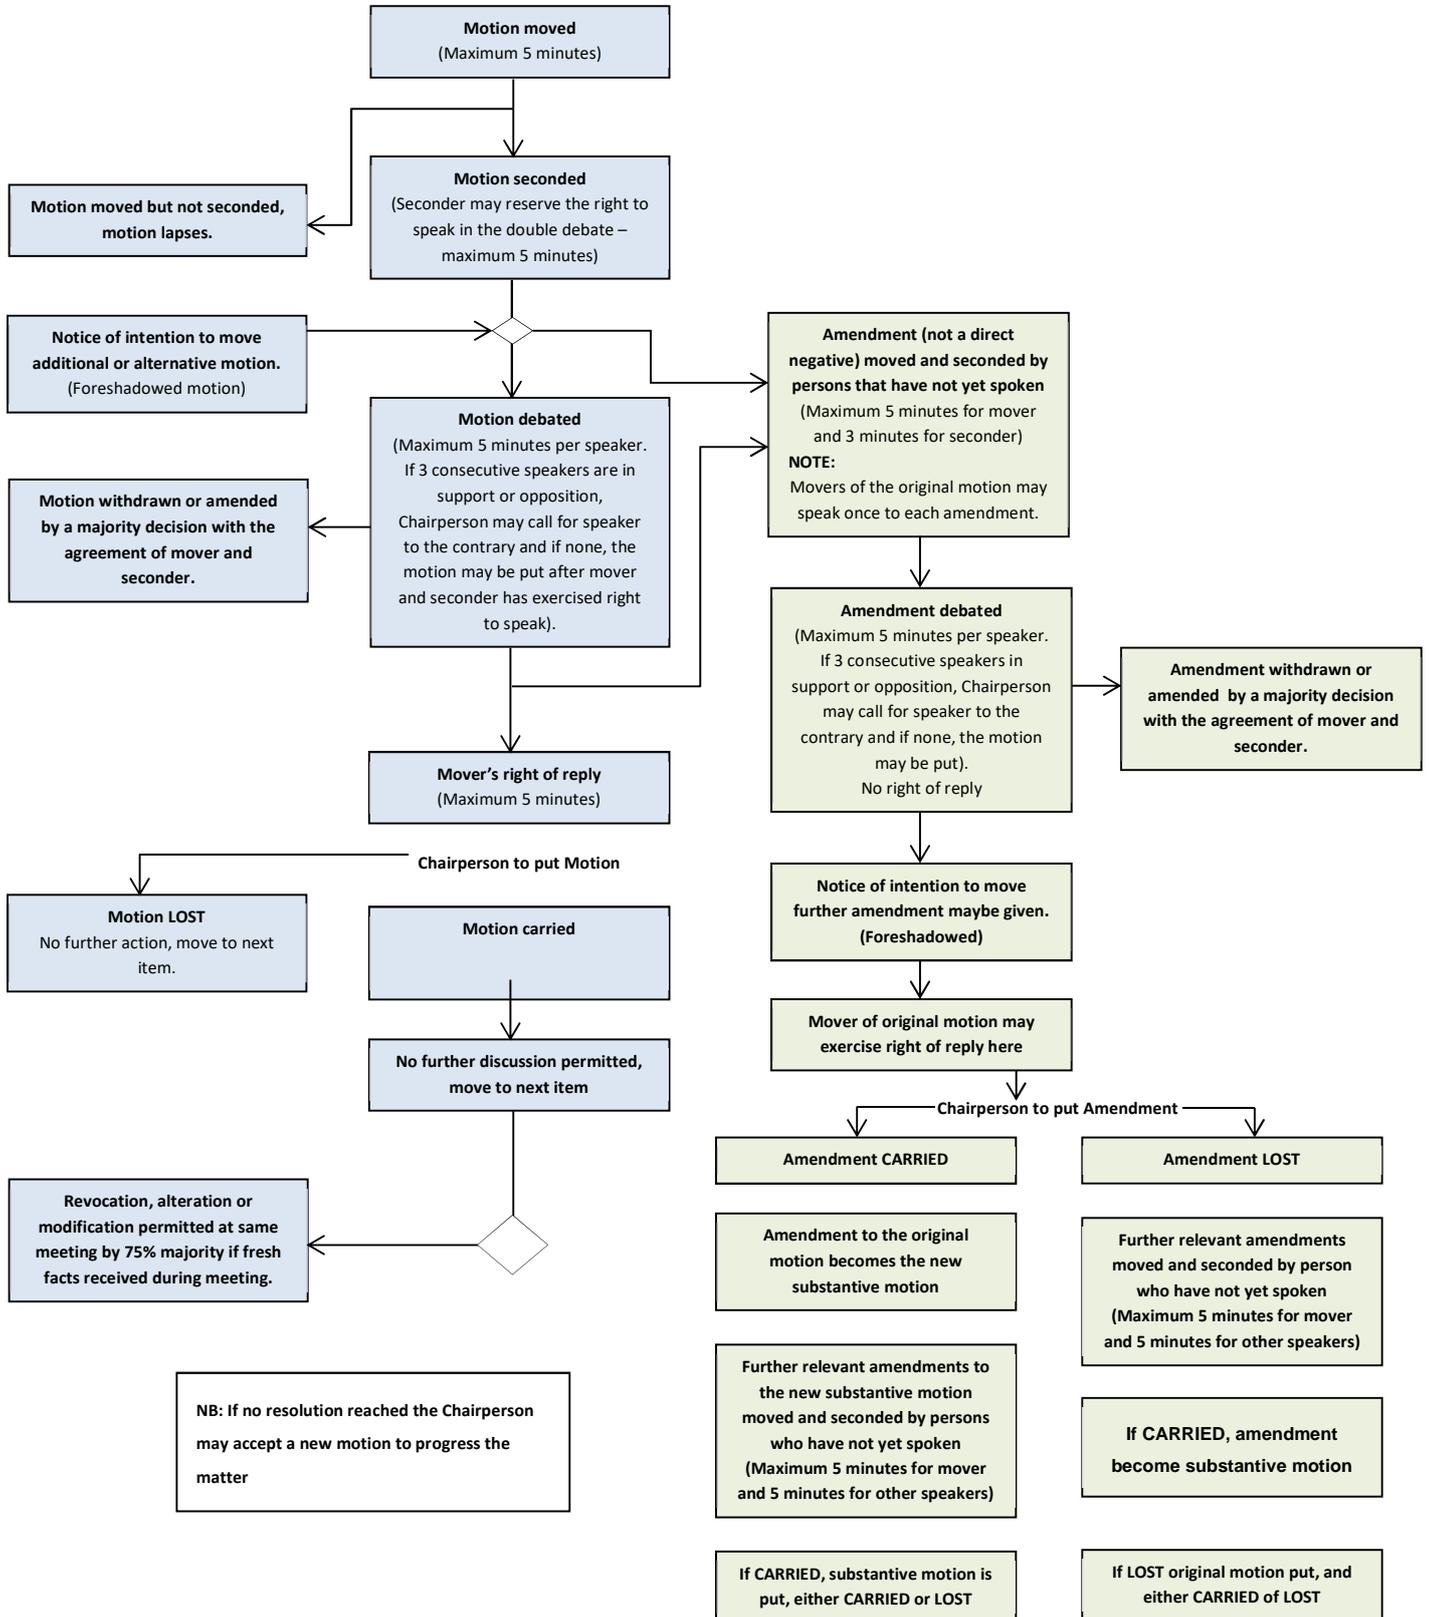 Motion moved
(Maximum 5 minutes)
Motion seconded
(Seconder may reserve the right to
speak in the double debate –
maximum 5 minutes)
Motion moved but not seconded,
motion lapses.
Notice of intention to move
additional or alternative motion.
(Foreshadowed motion)
Motion debated
(Maximum 5 minutes per speaker.
If 3 consecutive speakers are in
support or opposition,
Chairperson may call for speaker
to the contrary and if none, the
motion may be put after mover
and seconder has exercised right
to speak).
Motion withdrawn or amended
by a majority decision with the
agreement of mover and
seconder.
Mover’s right of reply
(Maximum 5 minutes)
Chairperson to put Motion
Motion LOST
No further action, move to next
item.
Motion carried
No further discussion permitted,
move to next item
Revocation, alteration or
modification permitted at same
meeting by 75% majority if fresh
facts received during meeting.
NB: If no resolution reached the Chairperson
may accept a new motion to progress the
matter
Amendment (not a direct
negative) moved and seconded by
persons that have not yet spoken
(Maximum 5 minutes for mover
and 3 minutes for seconder)
NOTE:
Movers of the original motion may
speak once to each amendment.
Amendment debated
(Maximum 5 minutes per speaker.
If 3 consecutive speakers in
support or opposition, Chairperson
may call for speaker to the
contrary and if none, the motion
may be put).
No right of reply
Amendment withdrawn or
amended by a majority decision
with the agreement of mover and
seconder.
Notice of intention to move
further amendment maybe given.
(Foreshadowed)
Mover of original motion may
exercise right of reply here
Chairperson to put Amendment
Amendment CARRIED
Amendment to the original
motion becomes the new
substantive motion
Further relevant amendments to
the new substantive motion
moved and seconded by persons
who have not yet spoken
(Maximum 5 minutes for mover
and 5 minutes for other speakers)
If CARRIED, substantive motion is
put, either CARRIED or LOST
Amendment LOST
Further relevant amendments
moved and seconded by person
who have not yet spoken
(Maximum 5 minutes for mover
and 5 minutes for other speakers)
If CARRIED, amendment
become substantive motion
If LOST original motion put, and
either CARRIED of LOST